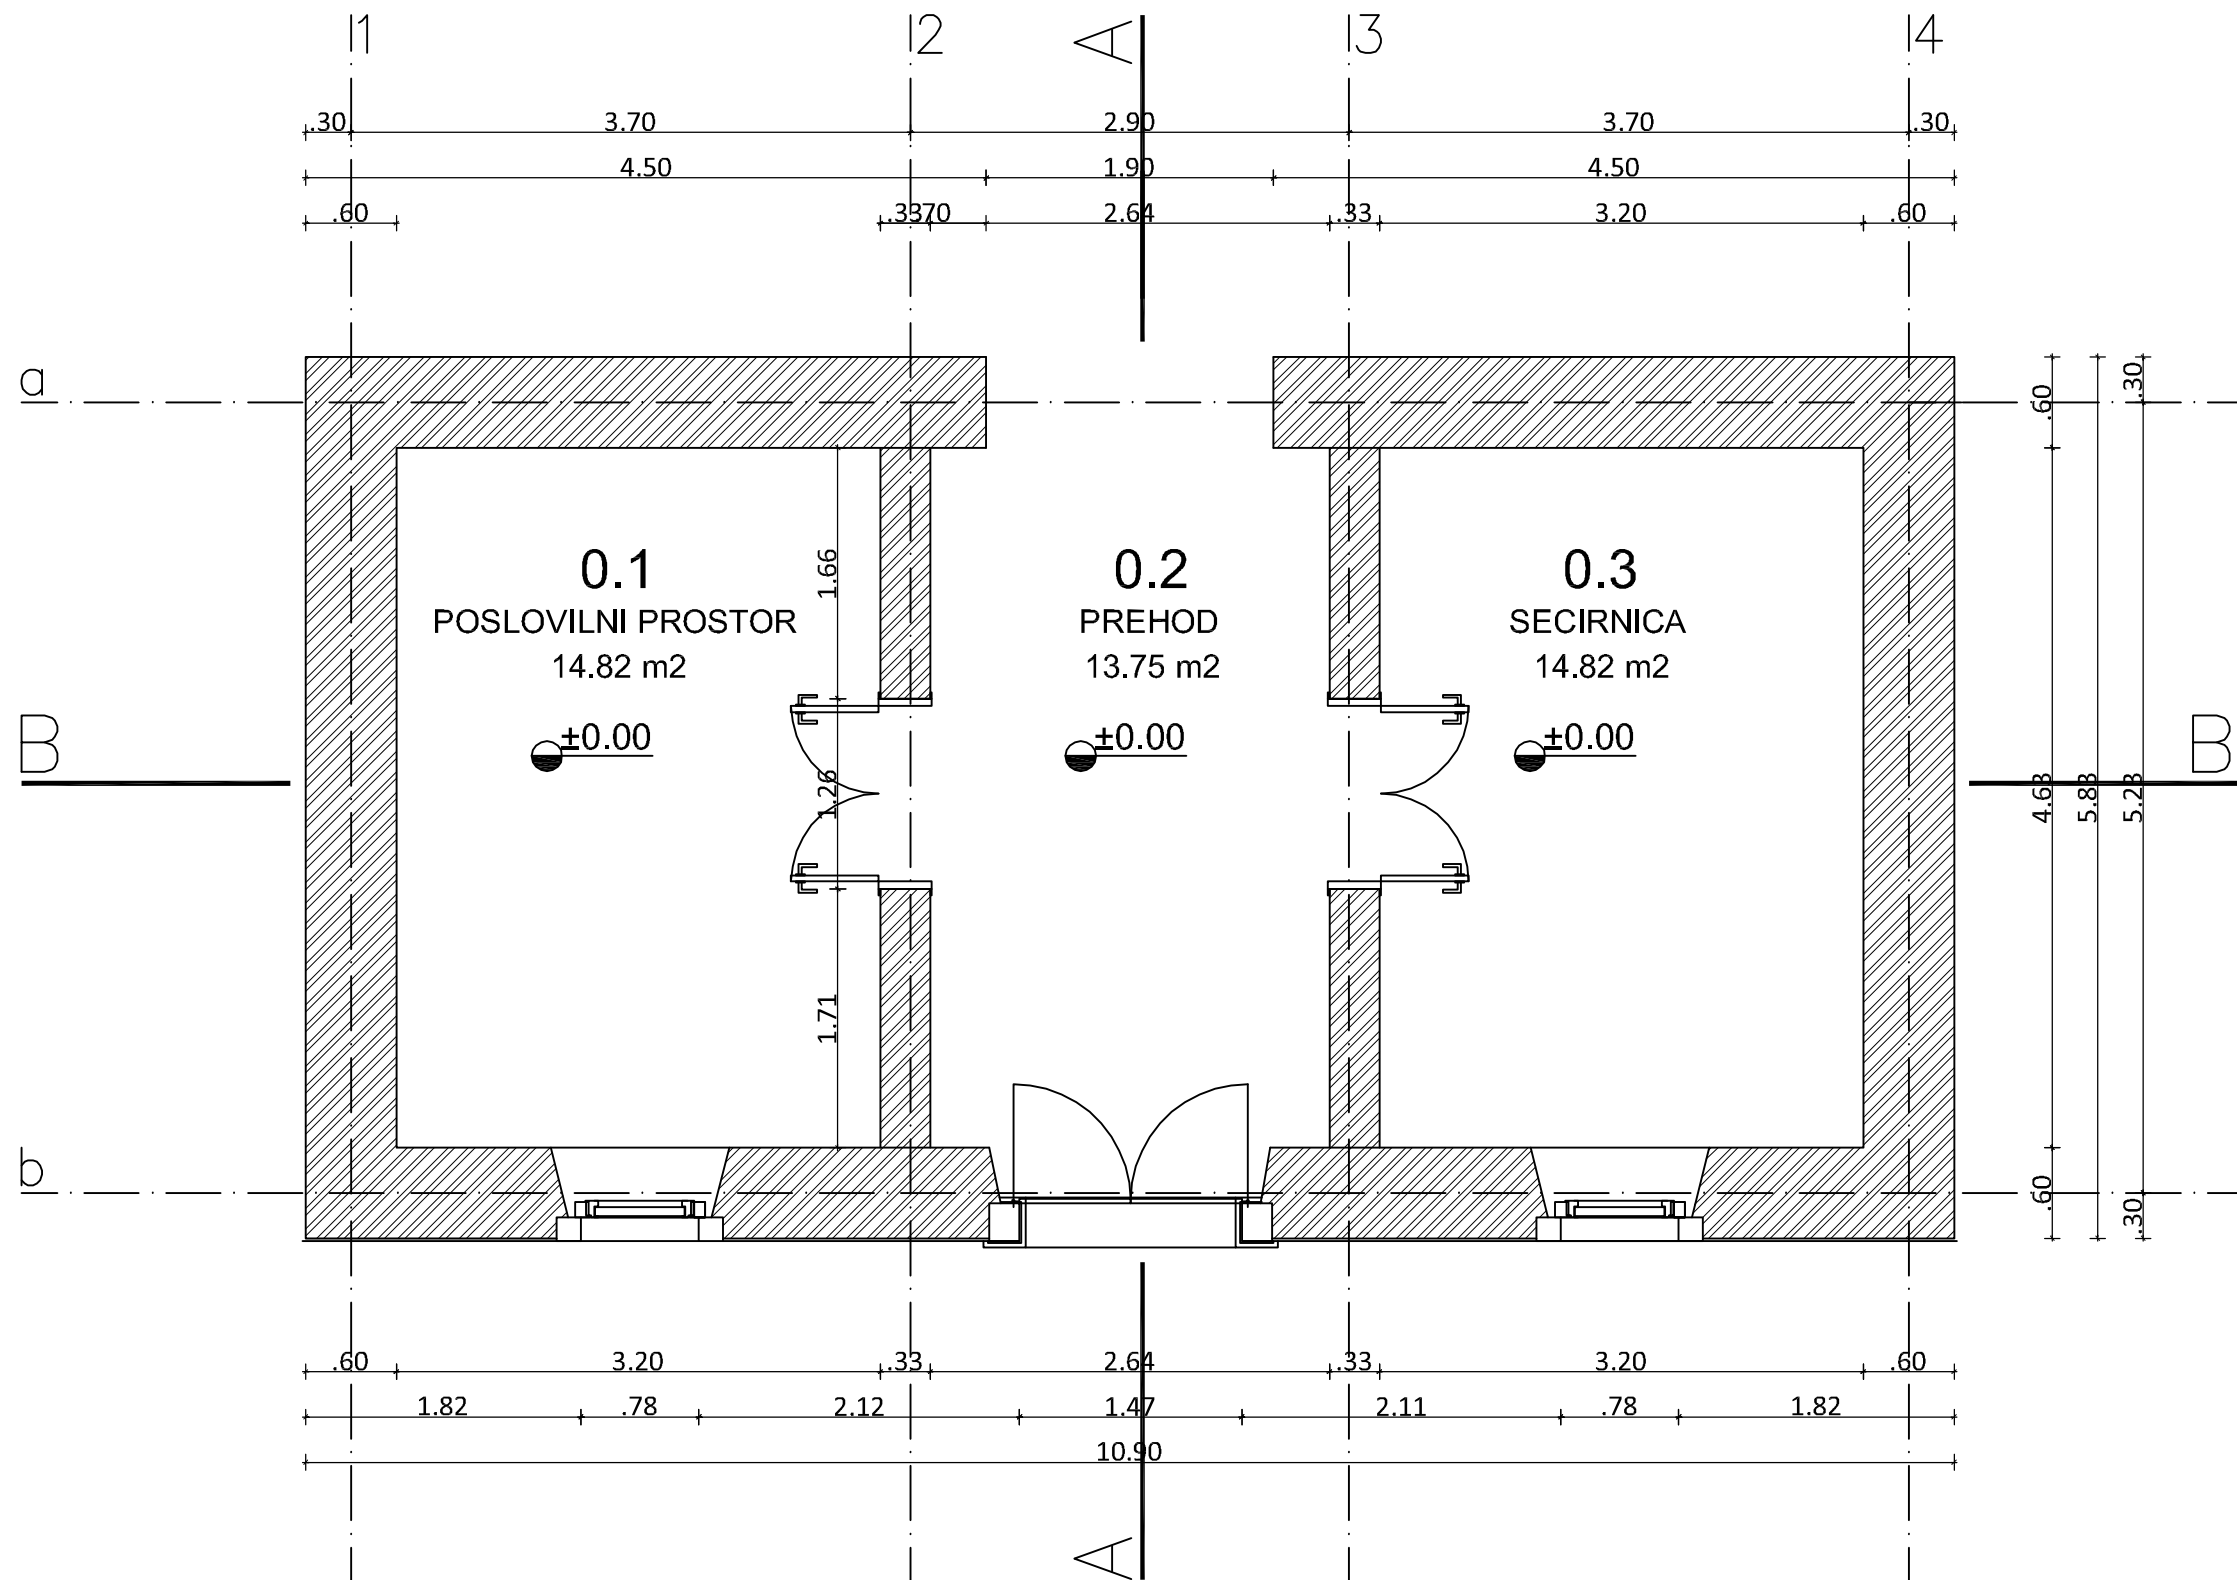 1 2 A 3 4
.30 3.70 2.90 3.70 .30
4.50 1.90 4.50
.60 .33 .70 2.64 .33 3.20 .60
a
.60 .30
0.1 0.2 0.3
POSLOVILNI PROSTOR PREHOD SECIRNICA
14.82 m2 13.75 m2 14.82 m2
1.66
±0.00 ±0.00 ±0.00
B B
1.26 4.63 5.83 5.23
1.71
b
.60 .30
.60 3.20 .33 2.64 .33 3.20 .60
1.82 .78 2.12 1.47 2.11 .78 1.82
10.90
A